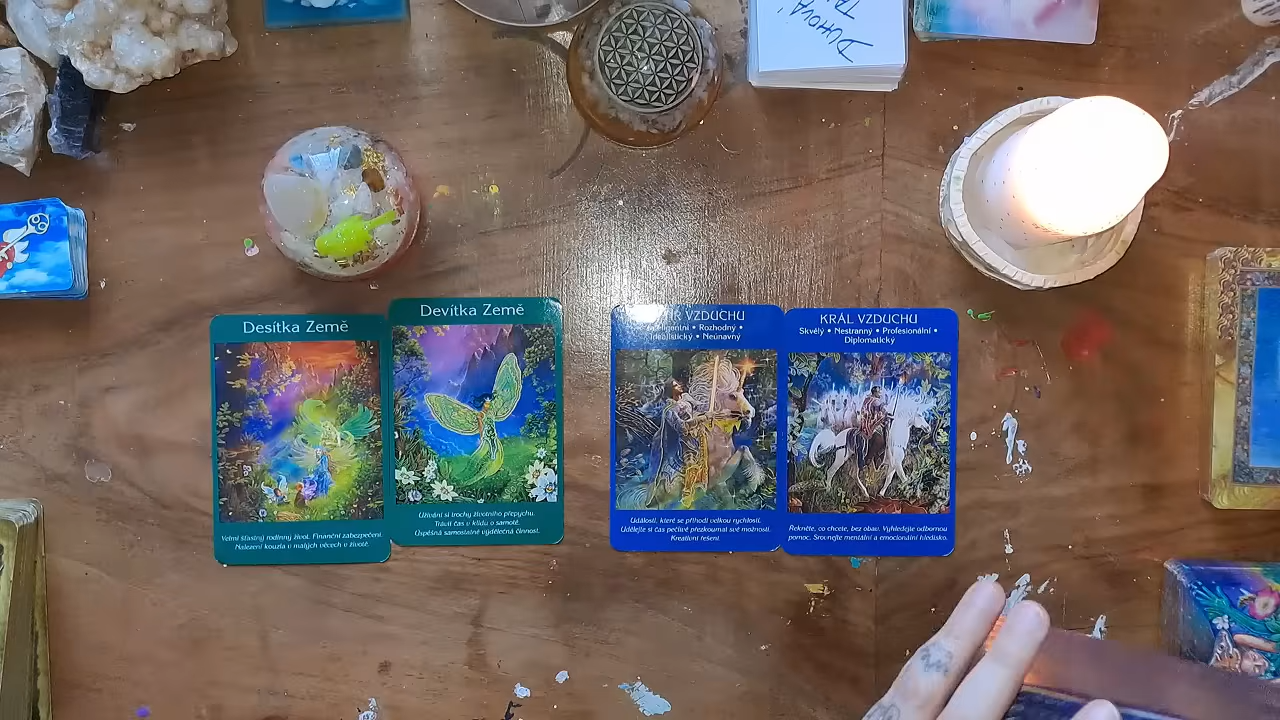 DUHOVÁ
Desítka Země
Velmi šťastný rodinný život. Finanční zabezpečení.
Nalezení kouzla v malých věcech v životě.
Devítka Země
Užívání si trochy životního přepychu.
Trávit čas v klidu o samotě.
Úspěšná samostatně výdělečná činnost.
VZDUCHU
• Rozhodný •
Idealistický • Neúnavný
Události, které se přihodí velkou rychlostí.
Udělejte si čas pečlivě prozkoumat své možnosti.
Kreativní řešení.
KRÁL VZDUCHU
Skvělý • Nestranný • Profesionální •
Diplomatický
Řekněte, co chcete, bez obav. Vyhledejte odbornou
pomoc. Srovnejte mentální a emocionální hledisko.